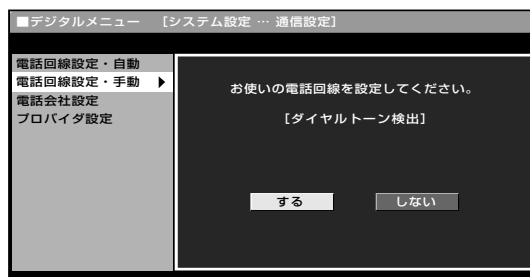 ■デジタルメニュー　[システム設定 … 通信設定]
電話回線設定・自動
電話回線設定・手動 ▶
電話会社設定
プロバイダ設定
お使いの電話回線を設定してください。
[ダイヤルトーン検出]
する　しない